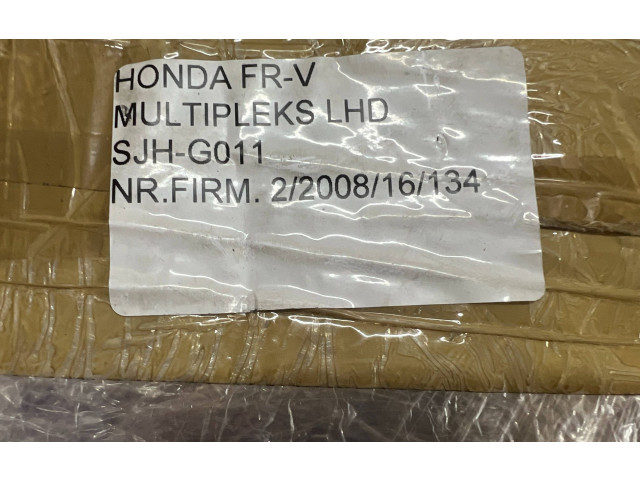 HONDA FR-V
MULTIPLEKS LHD
SJH-G011
NR.FIRM. 2/2008/16/134